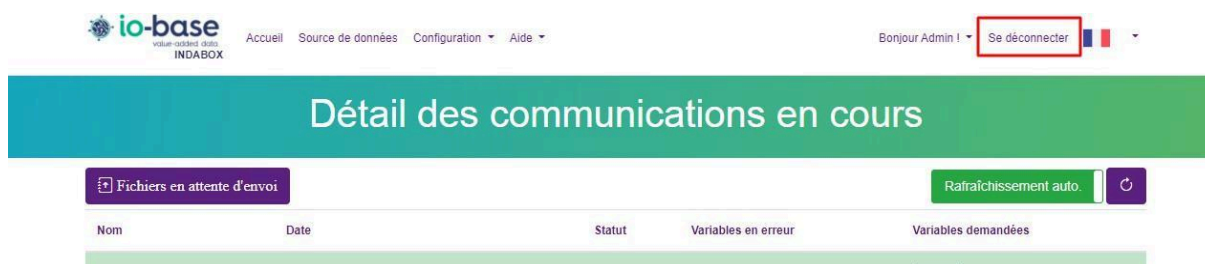 io-base
value-added data.
INDABOX
Accueil Source de données Configuration Aide
Bonjour Admin ! Se déconnecter
Détail des communications en cours
Fichiers en attente d'envoi
Rafraîchissement auto.
Nom Date Statut Variables en erreur Variables demandées